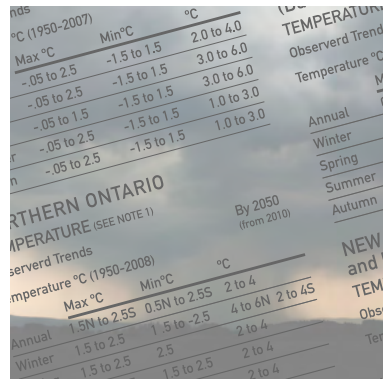 nds
°C (1950-2007)
Max °C Min°C °C
-.05 to 2.5 -1.5 to 1.5 2.0 to 4.0
-.05 to 2.5 -1.5 to 1.5 3.0 to 6.0
-.05 to 1.5 -1.5 to 1.5 3.0 to 6.0
-.05 to 2.5 -1.5 to 1.5 1.0 to 3.0
-.05 to 2.5 -1.5 to 1.5 1.0 to 3.0
RTHERN ONTARIO
MPERATURE (SEE NOTE 1)
By 2050
(from 2010)
serverd Trends
mperature °C (1950-2008)
Max °C Min°C °C
Annual 1.5N to 2.5S 0.5N to 2.5S 2 to 4
Winter 1.5 to 2.5 1.5 to -2.5 4 to 6N 2 to 4S
1.5 to 2.5 2.5 2 to 4
1.5 to 2.5 2 to 4
2 to 4
TEMPERATUR
Observerd Trend
Temperature °C
Annual
Winter
Spring
Summer
Autumn
NEW
and
TEM
Obs
Te